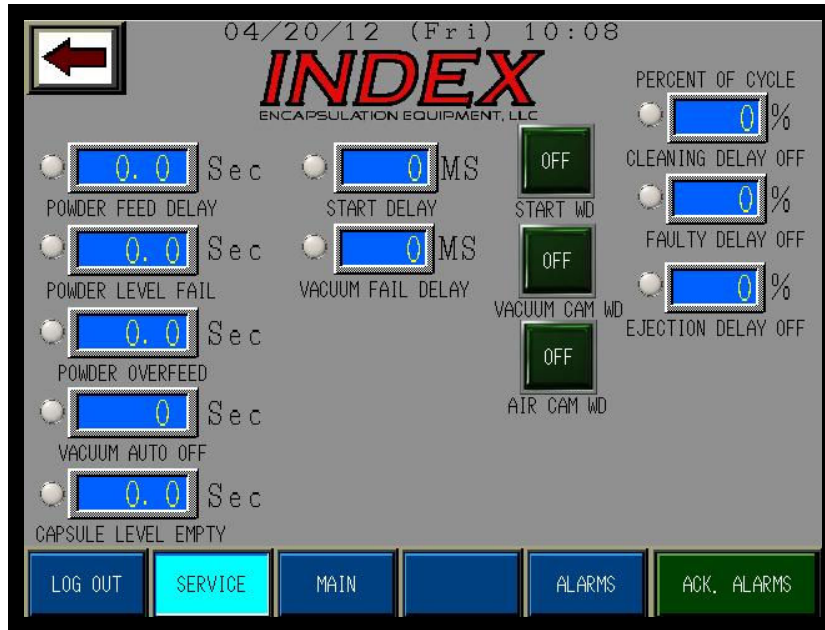 04/20/12 (Fri) 10:08
INDEX
ENCAPSULATION EQUIPMENT, LLC
0.0 Sec
POWDER FEED DELAY
0.0 Sec
POWDER LEVEL FAIL
0.0 Sec
POWDER OVERFEED
0 Sec
VACUUM AUTO OFF
0.0 Sec
CAPSULE LEVEL EMPTY
0 MS
START DELAY
0 MS
VACUUM FAIL DELAY
OFF
START WD
OFF
VACUUM CAM WD
OFF
AIR CAM WD
PERCENT OF CYCLE
0 %
CLEANING DELAY OFF
0 %
FAULTY DELAY OFF
0 %
EJECTION DELAY OFF
LOG OUT
SERVICE
MAIN
ALARMS
ACK. ALARMS